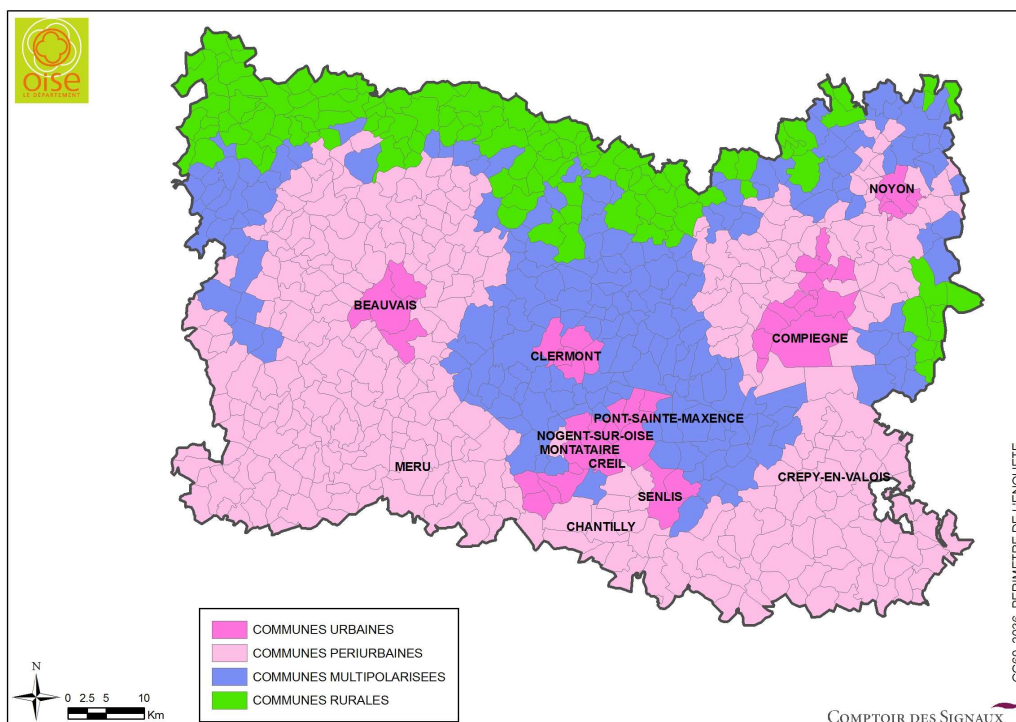 oise
LE DÉPARTEMENT
NOYON
BEAUVAIS
COMPIEGNE
CLERMONT
PONT-SAINTE-MAXENCE
NOGENT-SUR-OISE
MONTATAIRE
CREIL
MERU
CREPY-EN-VALOIS
SENLIS
CHANTILLY
COMMUNES URBAINES
COMMUNES PERIURBAINES
COMMUNES MULTIPOLARISEES
COMMUNES RURALES
N
0 2.5 5 10
Km
COMPTOIR DES SIGNAUX